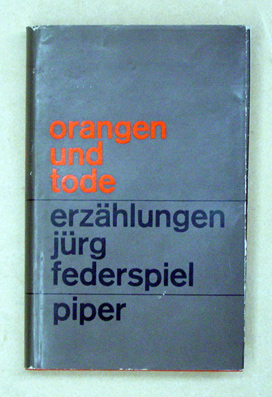 orangen
und
tode
erzählungen
jürg
federspiel
piper